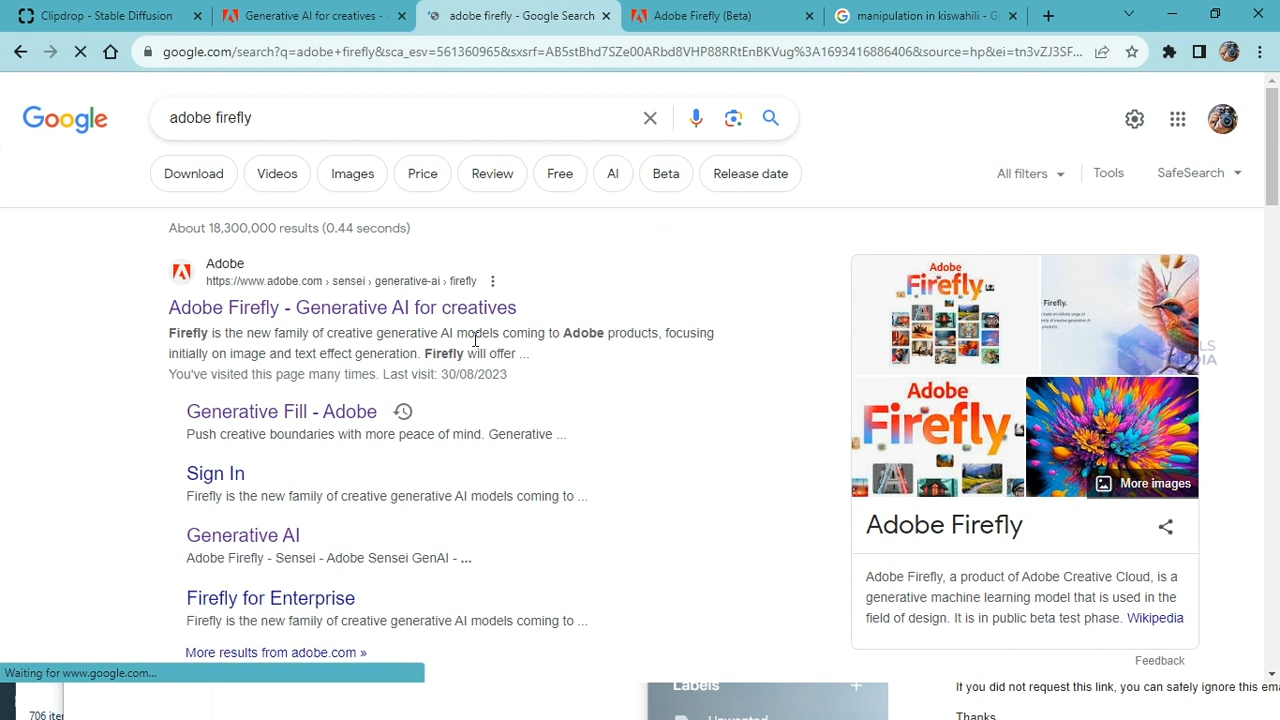 Clipdrop - Stable Diffusion
Generative AI for creatives -
adobe firefly - Google Search
Adobe Firefly (Beta)
manipulation in kiswahili - G
google.com/search?q=adobe+firefly&sca_esv=561360965&sxsrf=AB5stBhd7SZe00ARbd8VHP88RRtEnBKVug%3A1693416886406&source=hp&ei=tn3vZJ3SF...
Google
adobe firefly
Download
Videos
Images
Price
Review
Free
AI
Beta
Release date
All filters
Tools
SafeSearch
About 18,300,000 results (0.44 seconds)
Adobe
https://www.adobe.com › sensei › generative-ai › firefly
Adobe Firefly - Generative AI for creatives
Firefly is the new family of creative generative AI models coming to Adobe products, focusing
initially on image and text effect generation. Firefly will offer ...
You've visited this page many times. Last visit: 30/08/2023
Generative Fill - Adobe
Push creative boundaries with more peace of mind. Generative ...
Sign In
Firefly is the new family of creative generative AI models coming to ...
Generative AI
Adobe Firefly - Sensei - Adobe Sensei GenAI - ...
Firefly for Enterprise
Firefly is the new family of creative generative AI models coming to ...
More results from adobe.com »
Adobe
Firefly
Firefly.
Adobe
Firefly
More images
Adobe Firefly
Adobe Firefly, a product of Adobe Creative Cloud, is a
generative machine learning model that is used in the
field of design. It is in public beta test phase. Wikipedia
Feedback
Waiting for www.google.com...
706 iter
Labels
Unwanted
If you did not request this link, you can safely ignore this ema
Thanks